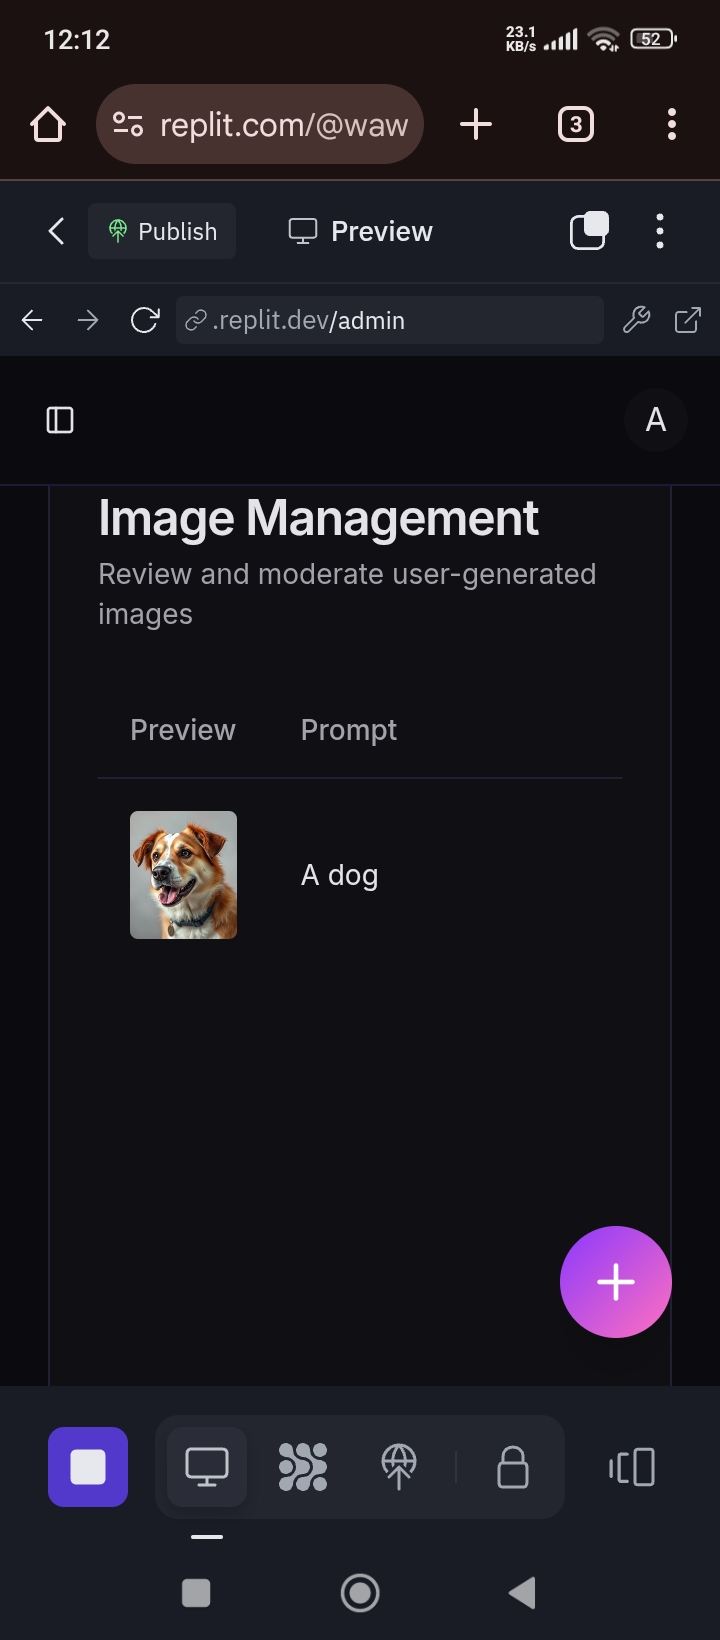 12:12
23.1
KB/s
52
replit.com/@waw
3
Publish
Preview
.replit.dev/admin
A
Image Management
Review and moderate user-generated
images
Preview Prompt
A dog